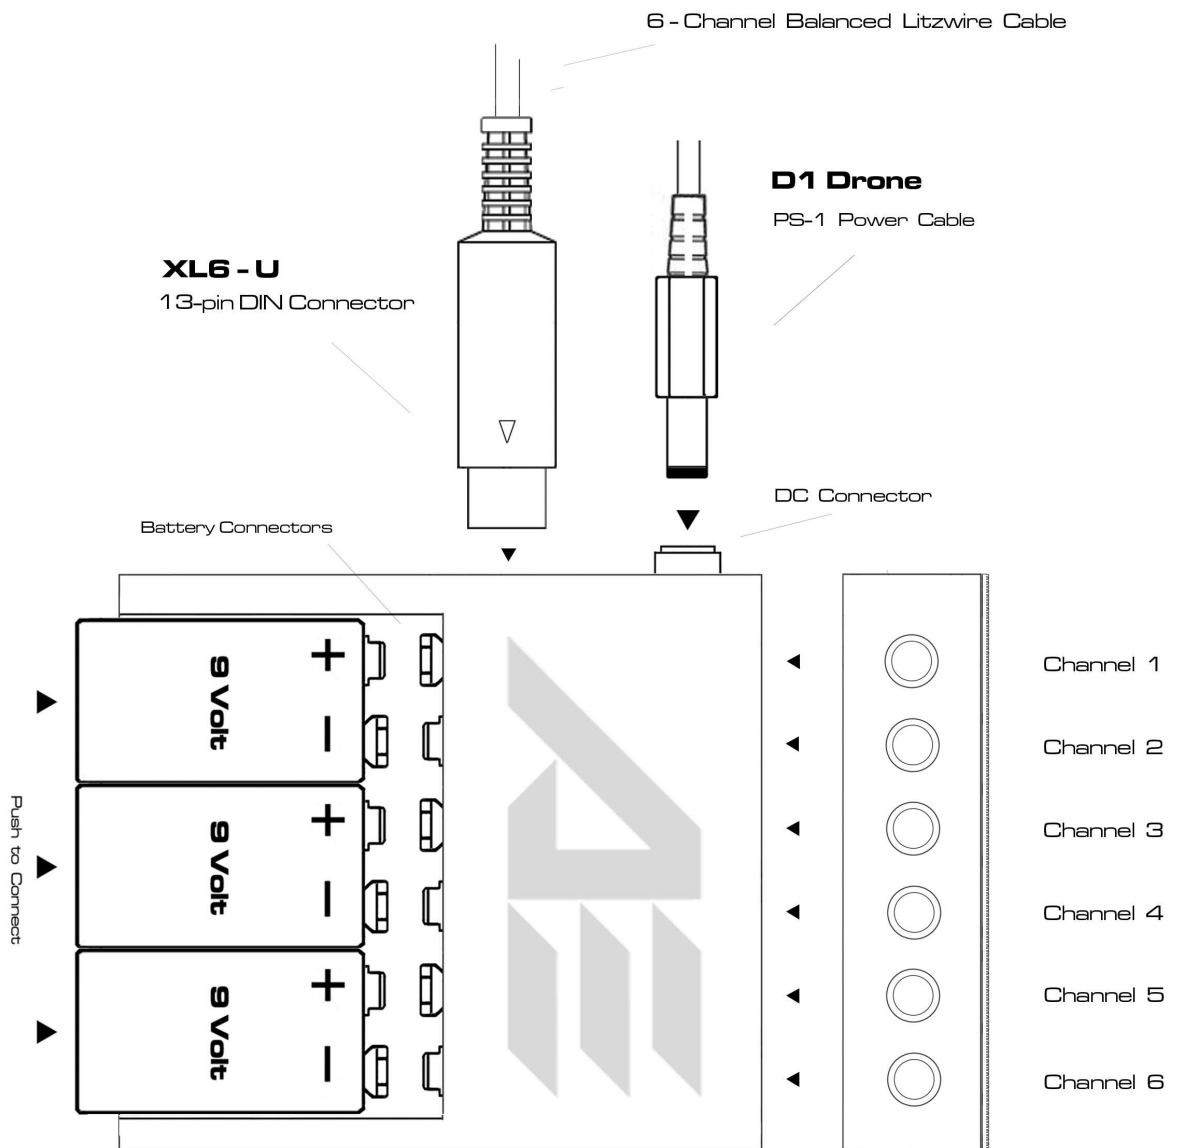 6 - Channel Balanced Litzwire Cable
D1 Drone
PS-1 Power Cable
XL6 - U
13-pin DIN Connector
DC Connector
Battery Connectors
+
9 Volt
–
+
9 Volt
–
+
9 Volt
–
Push to Connect
Channel 1
Channel 2
Channel 3
Channel 4
Channel 5
Channel 6